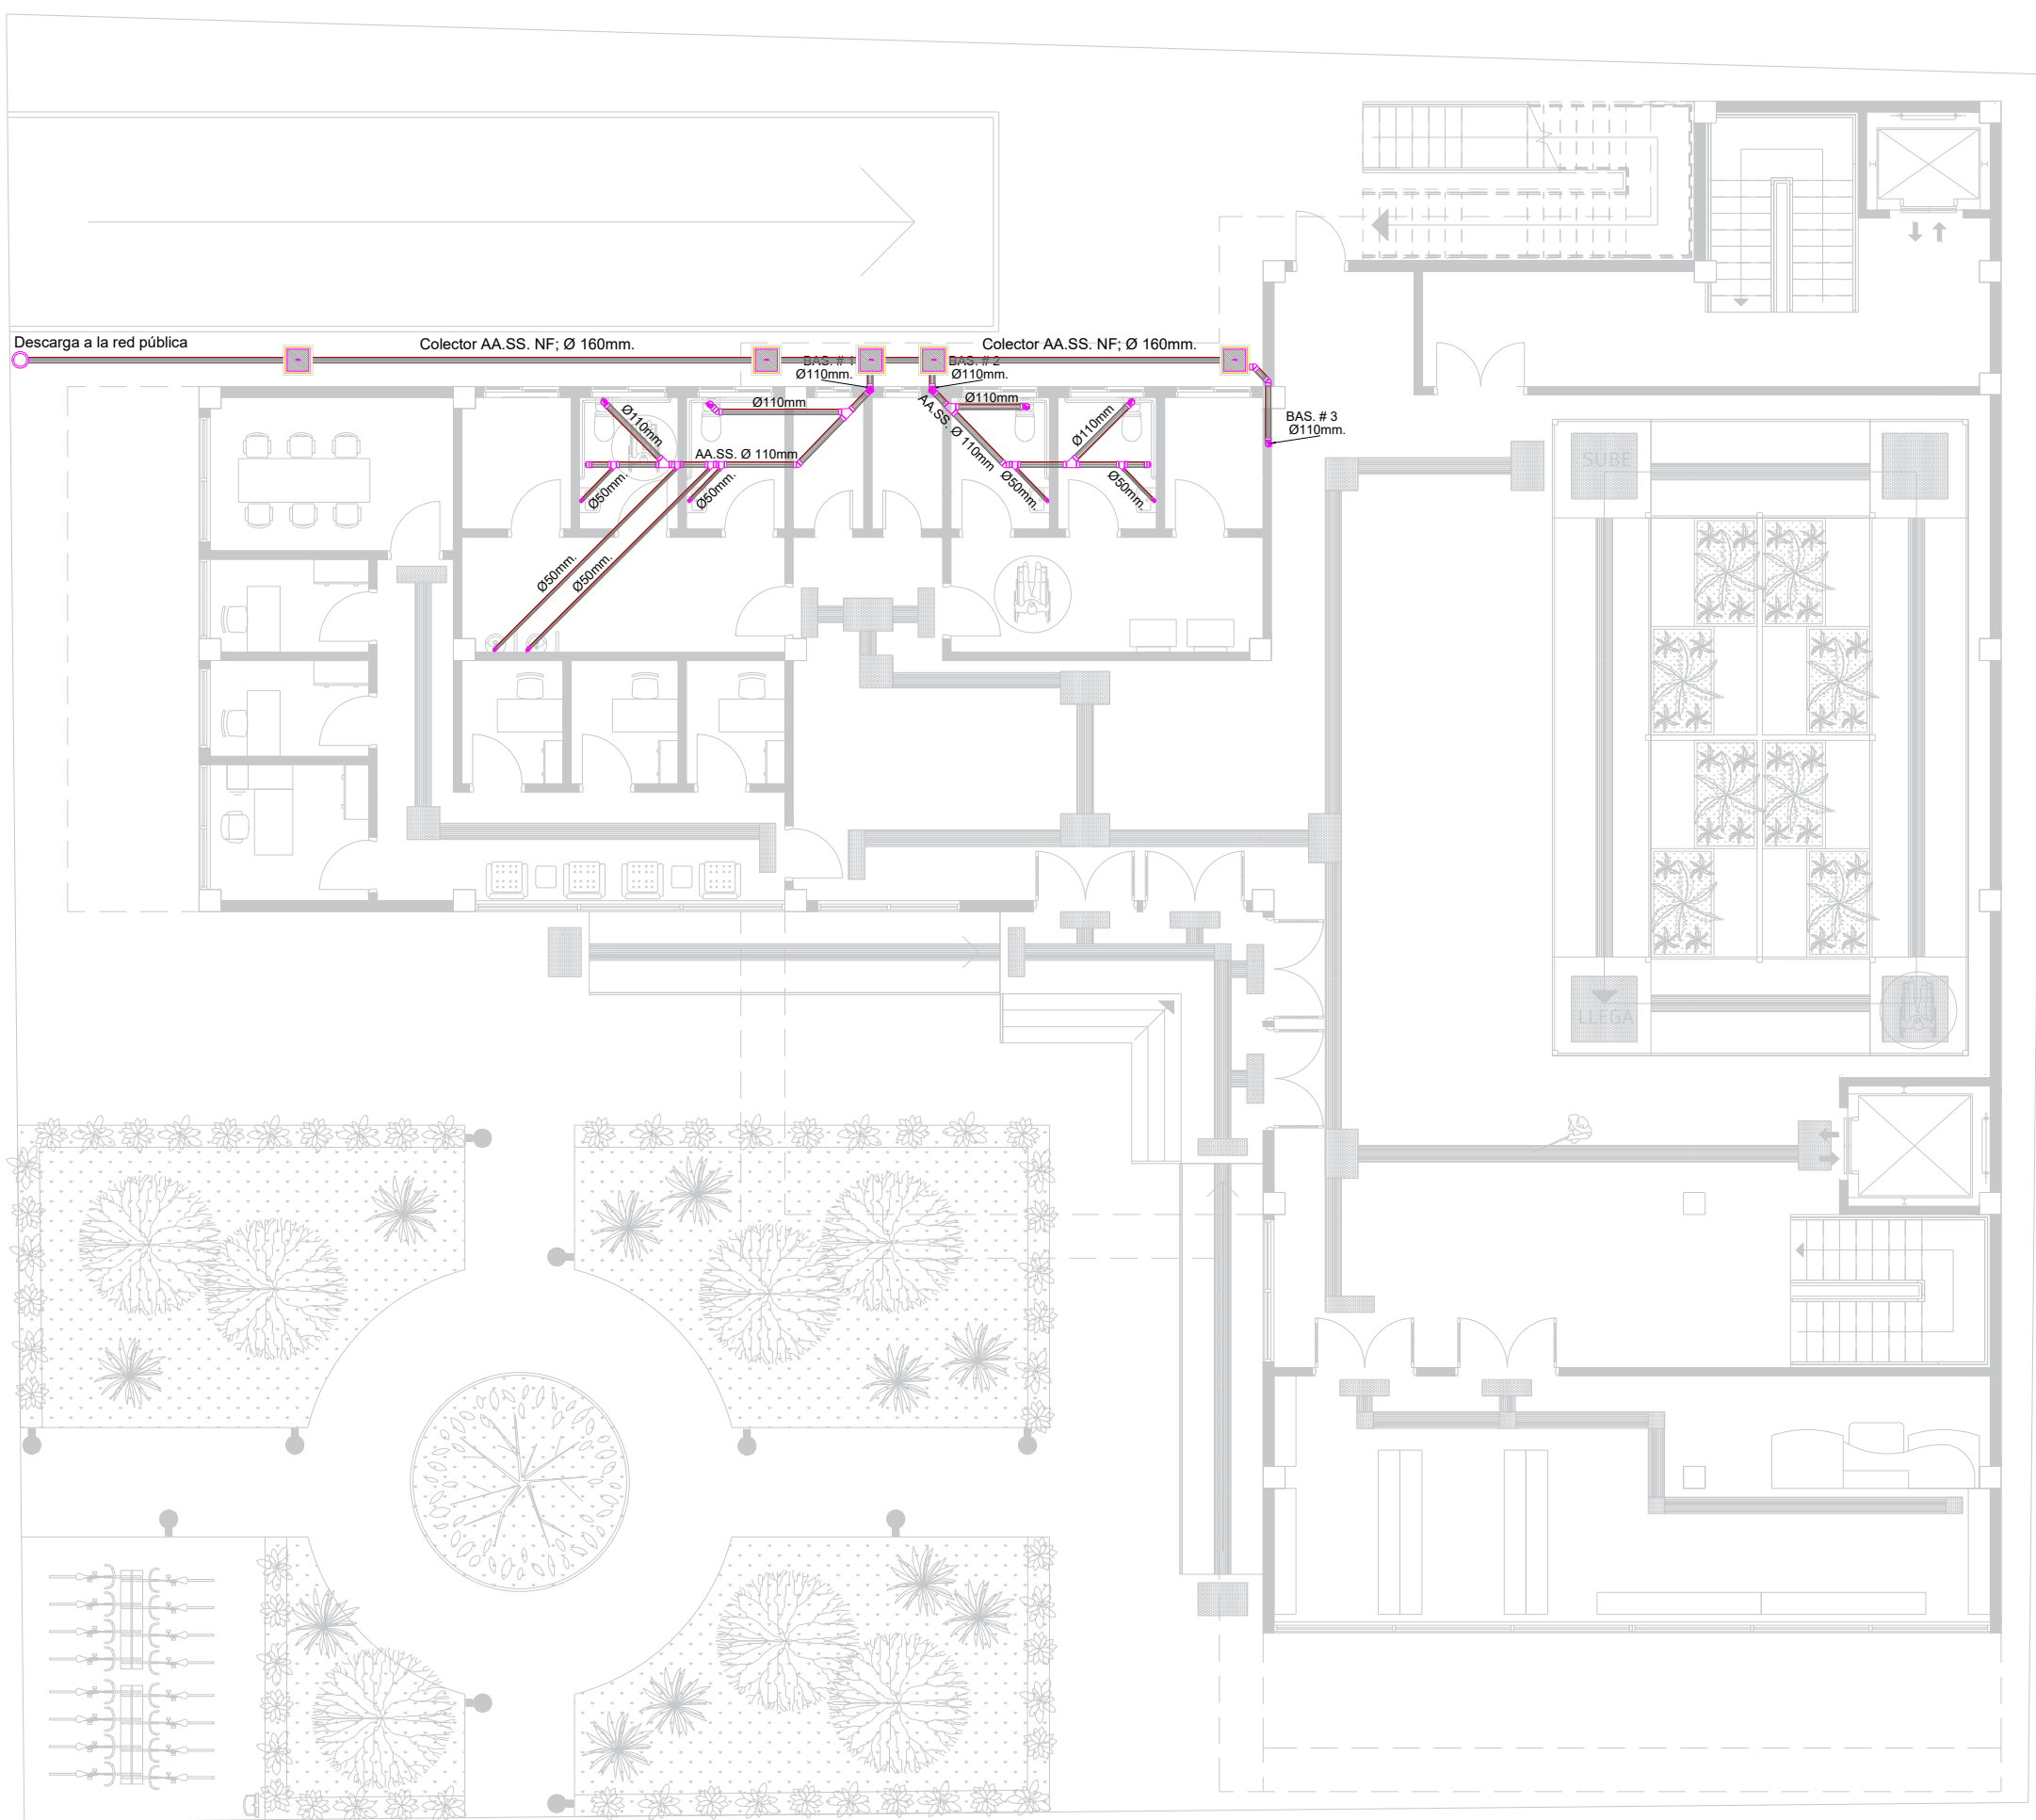 Descarga a la red pública
Colector AA.SS. NF; Ø 160mm.
BAS. # 1
Ø110mm.
BAS. # 2
Ø110mm.
Colector AA.SS. NF; Ø 160mm.
BAS. # 3
Ø110mm.
Ø110mm
Ø110mm
AA.SS. Ø 110mm
Ø50mm.
Ø50mm.
Ø50mm.
Ø50mm.
AA.SS. Ø 110mm
Ø110mm
Ø110mm
Ø50mm.
Ø50mm.
SUBE
LLEGA